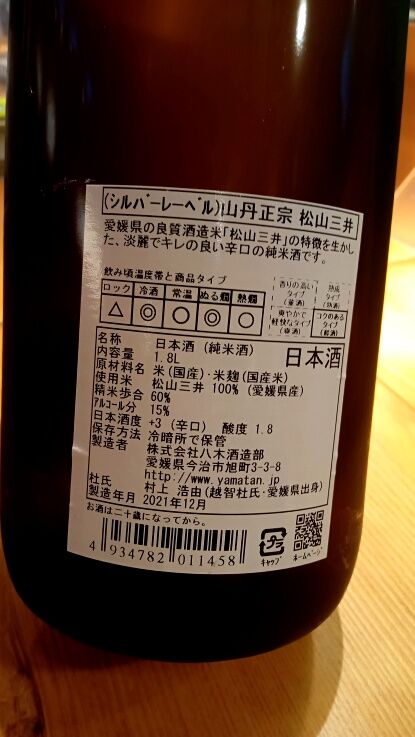 (シルバーレーベル)山丹正宗 松山三井
愛媛県の良質酒造米「松山三井」の特徴を生かし
た、淡麗でキレの良い辛口の純米酒です。
飲み頃温度帯と商品タイプ
ロック 冷酒 常温 ぬる燗 熱燗
△ ◎ ○ ◎ ○
香りの高い
タイプ
(薫酒)
熟成
タイプ
(熟酒)
爽やかで
軽快なタイプ
(爽酒)
コクのある
タイプ
(醇酒)
日本酒
名称 日本酒 (純米酒)
内容量 1.8L
原材料名 米(国産)・米麹(国産米)
使用米 松山三井 100% (愛媛県産)
精米歩合 60%
アルコール分 15%
日本酒度 +3 (辛口) 酸度 1.8
保存方法 冷暗所で保管
製造者 株式会社八木酒造部
愛媛県今治市旭町3-3-8
http://www.yamatan.jp
杜氏 村上 浩由(越智杜氏・愛媛県出身)
製造年月 2021年12月
お酒は二十歳になってから。
4 934782 011458
プラ
キャップ
ホームページ